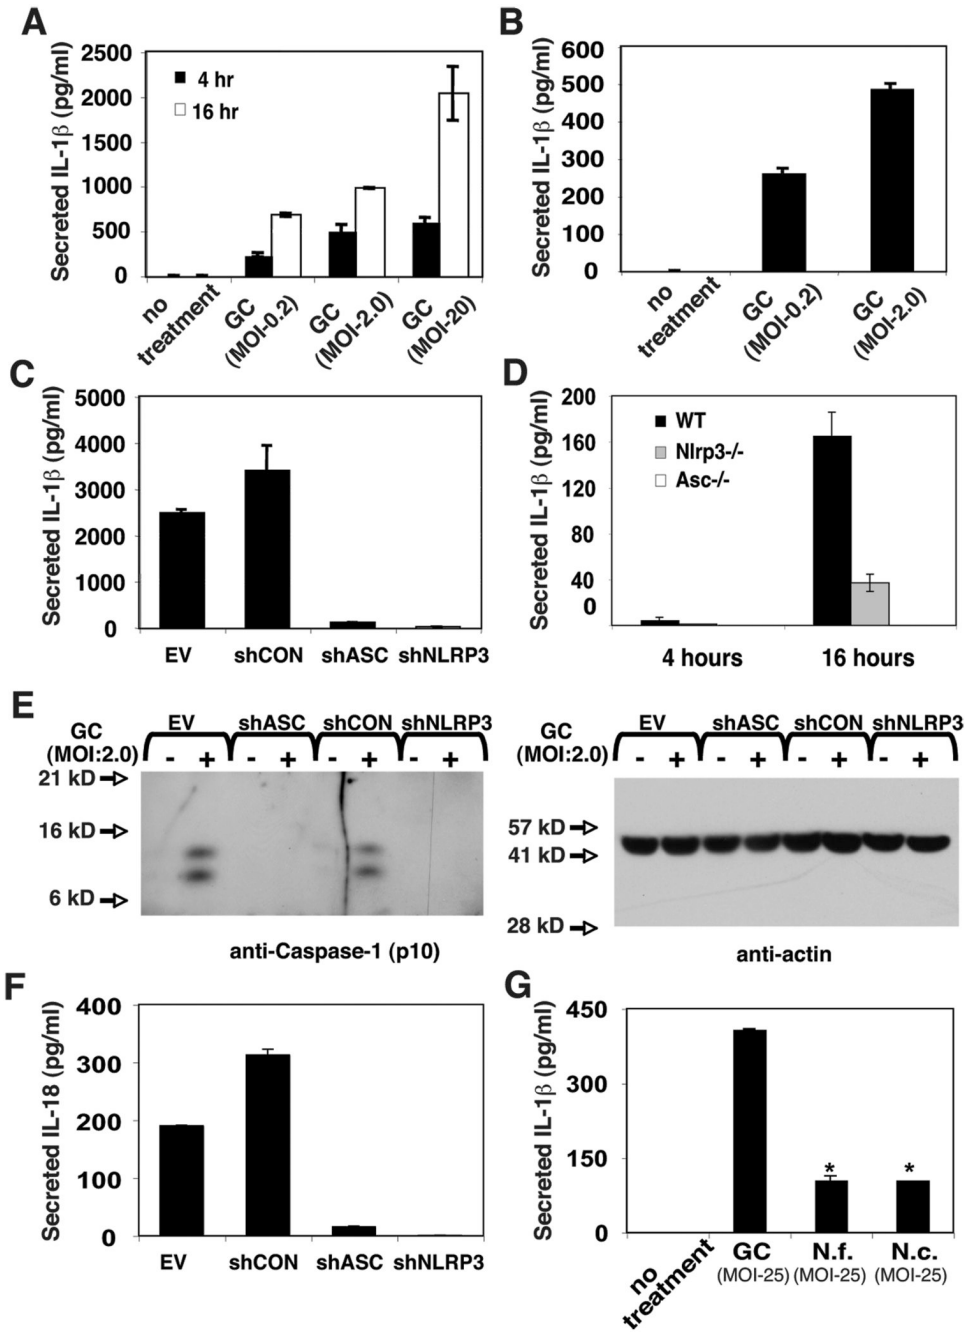 A
Secreted IL-1β (pg/ml)
2500
2000
1500
1000
500
0
4 hr
16 hr
no treatment
GC (MOI-0.2)
GC (MOI-2.0)
GC (MOI-20)
B
Secreted IL-1β (pg/ml)
600
500
400
300
200
100
0
no treatment
GC (MOI-0.2)
GC (MOI-2.0)
C
Secreted IL-1β (pg/ml)
5000
4000
3000
2000
1000
0
EV shCON shASC shNLRP3
D
Secreted IL-1β (pg/ml)
200
160
120
80
40
0
WT
Nlrp3-/-
Asc-/-
4 hours 16 hours
E
GC (MOI:2.0)
EV shASC shCON shNLRP3
- + - + - + - +
21 kD
16 kD
6 kD
anti-Caspase-1 (p10)
GC (MOI:2.0)
EV shASC shCON shNLRP3
- + - + - + - +
57 kD
41 kD
28 kD
anti-actin
F
Secreted IL-18 (pg/ml)
400
300
200
100
0
EV shCON shASC shNLRP3
G
Secreted IL-1β (pg/ml)
450
300
150
0
* *
no treatment
GC N.f. N.c.
(MOI-25) (MOI-25) (MOI-25)